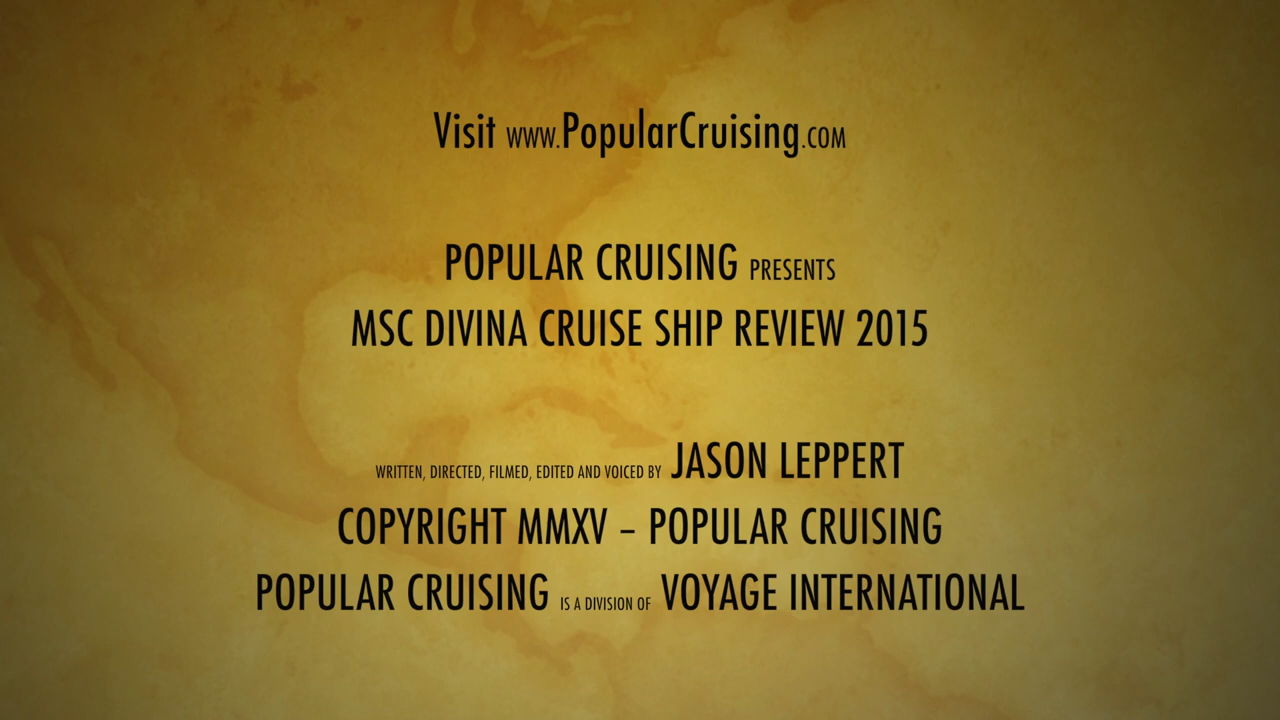 Visit www.PopularCruising.com
POPULAR CRUISING PRESENTS
MSC DIVINA CRUISE SHIP REVIEW 2015
WRITTEN, DIRECTED, FILMED, EDITED AND VOICED BY JASON LEPPERT
COPYRIGHT MMXV – POPULAR CRUISING
POPULAR CRUISING IS A DIVISION OF VOYAGE INTERNATIONAL